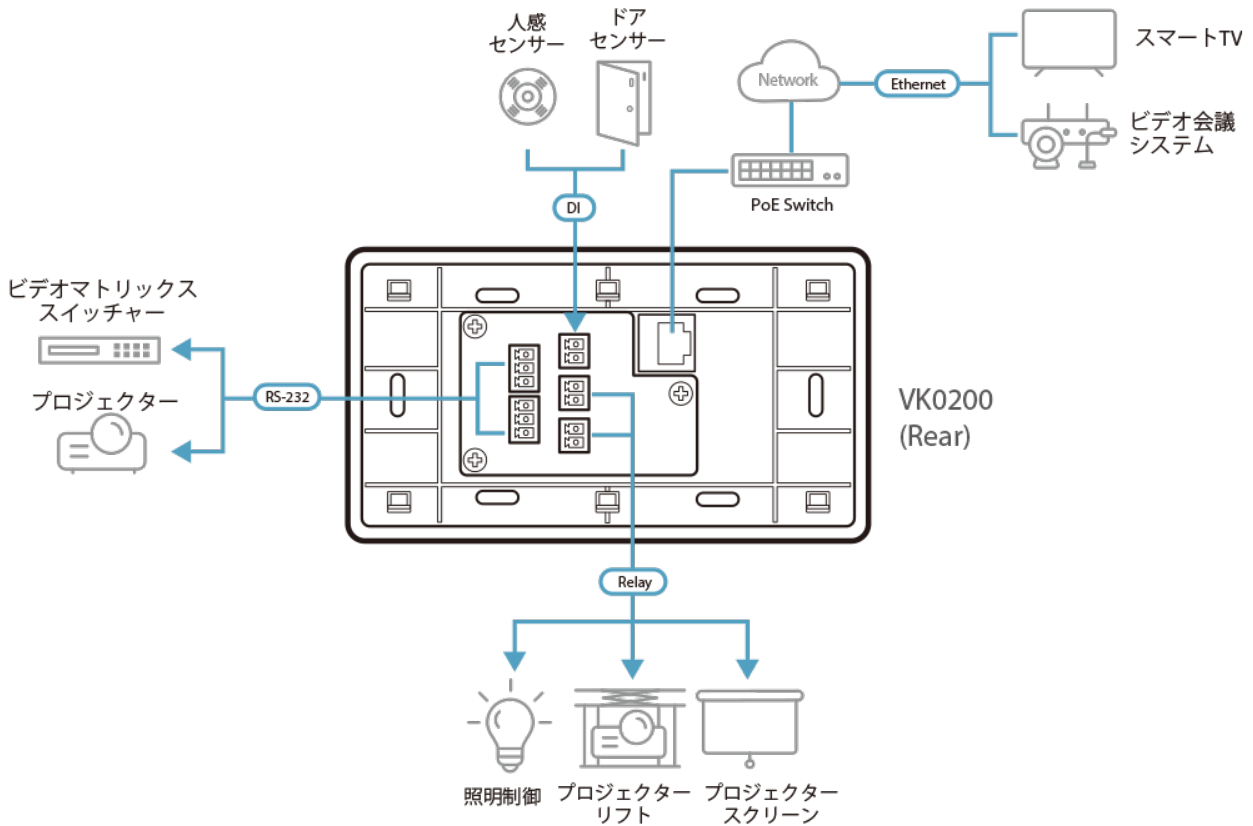 人感
センサー
ドア
センサー
Network
Ethernet
スマートTV
ビデオ会議
システム
PoE Switch
DI
ビデオマトリックス
スイッチャー
RS-232
プロジェクター
VK0200
(Rear)
Relay
照明制御
プロジェクター
リフト
プロジェクター
スクリーン